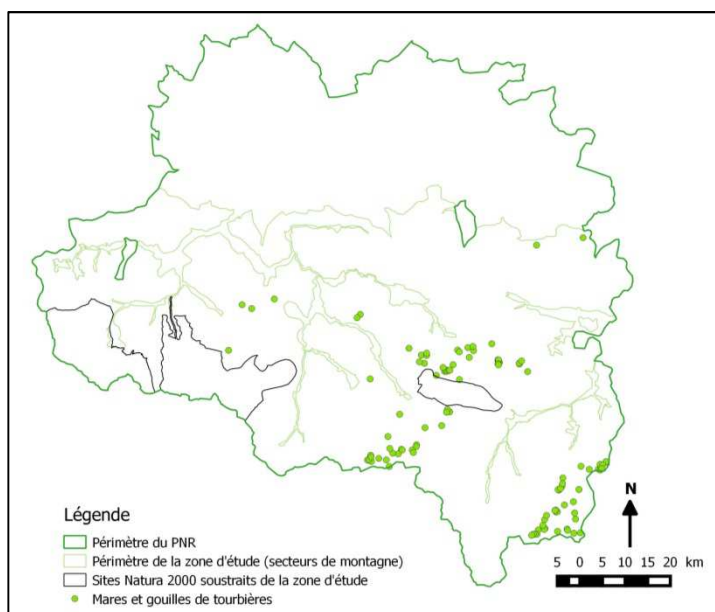 Légende
Périmètre du PNR
Périmètre de la zone d'étude (secteurs de montagne)
Sites Natura 2000 soustraits de la zone d'étude
Mares et gouilles de tourbières
N
5 0 5 10 15 20 km